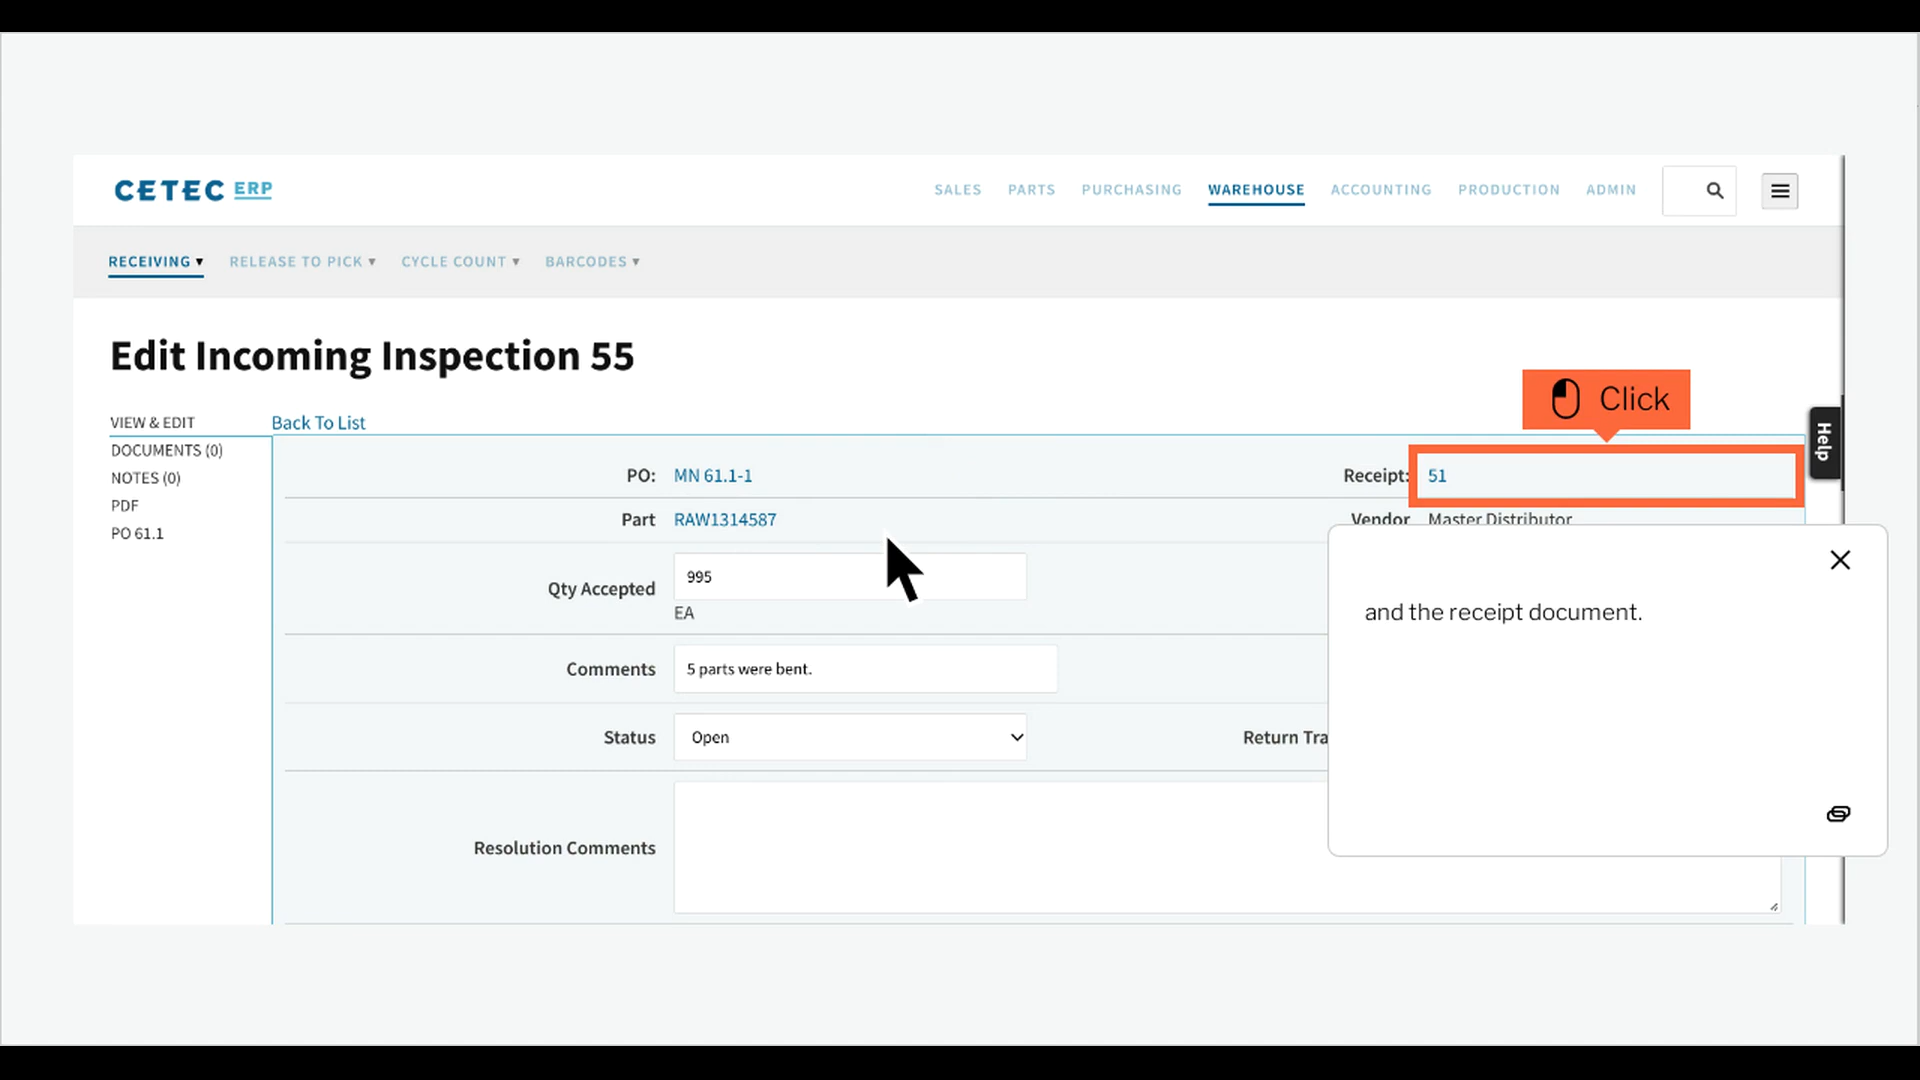 CETEC ERP
SALES PARTS PURCHASING WAREHOUSE ACCOUNTING PRODUCTION ADMIN
RECEIVING ▾ RELEASE TO PICK ▾ CYCLE COUNT ▾ BARCODES ▾
Edit Incoming Inspection 55
Click
Help
VIEW & EDIT
DOCUMENTS (0)
NOTES (0)
PDF
PO 61.1
Back To List
PO: MN 61.1-1 Receipt: 51
Part RAW1314587 Vendor Master Distributor
Qty Accepted 995
EA
Comments 5 parts were bent.
Status Open Return Tra
Resolution Comments
and the receipt document.